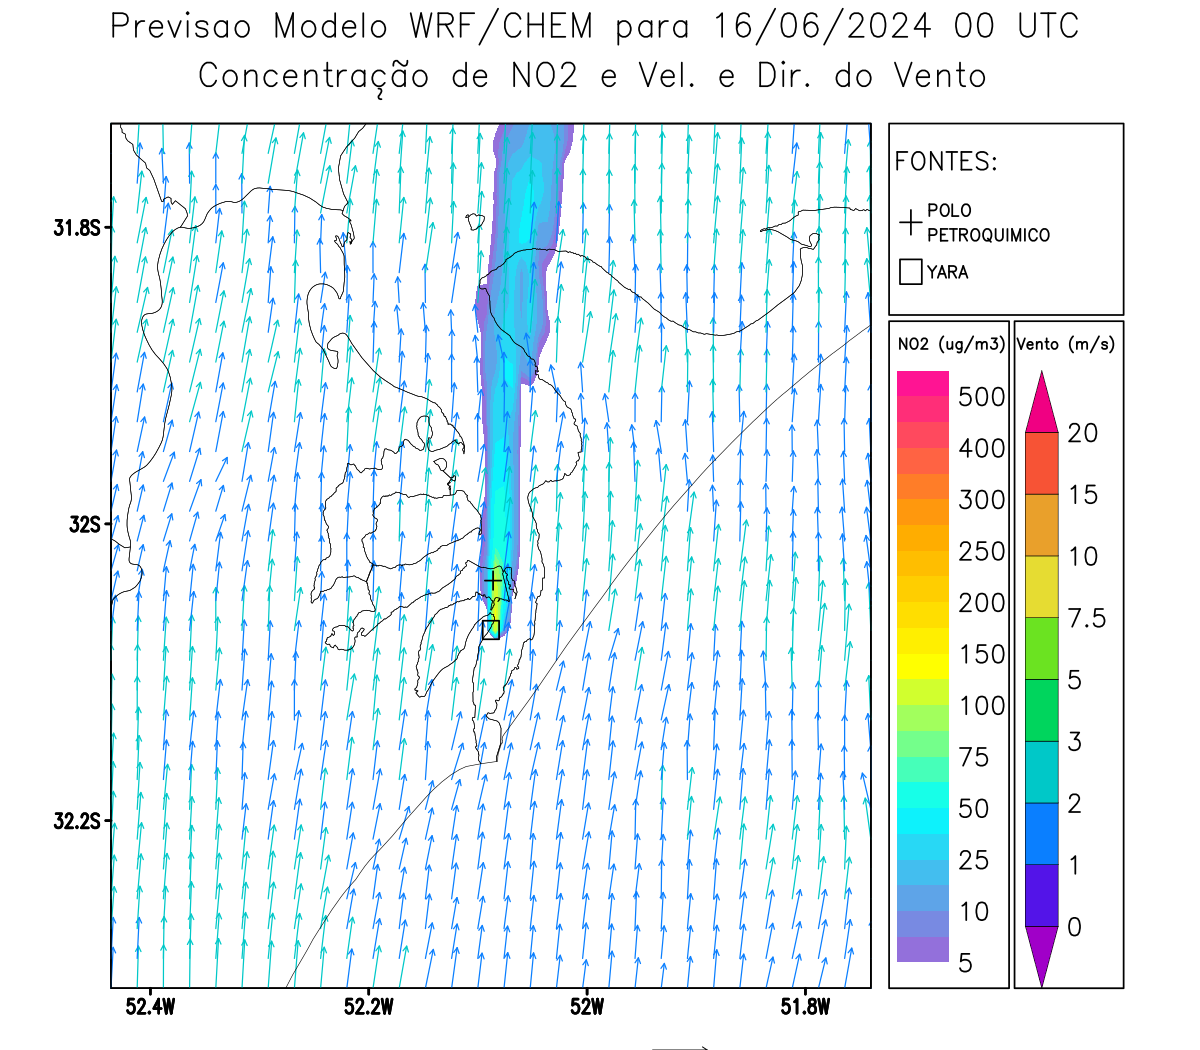 Previsao Modelo WRF/CHEM para 16/06/2024 00 UTC
Concentração de NO2 e Vel. e Dir. do Vento
FONTES:
POLO
PETROQUIMICO
YARA
31.8S
32S
32.2S
52.4W
52.2W
52W
51.8W
NO2 (ug/m3)
500
400
300
250
200
150
100
75
50
25
10
5
Vento (m/s)
20
15
10
7.5
5
3
2
1
0